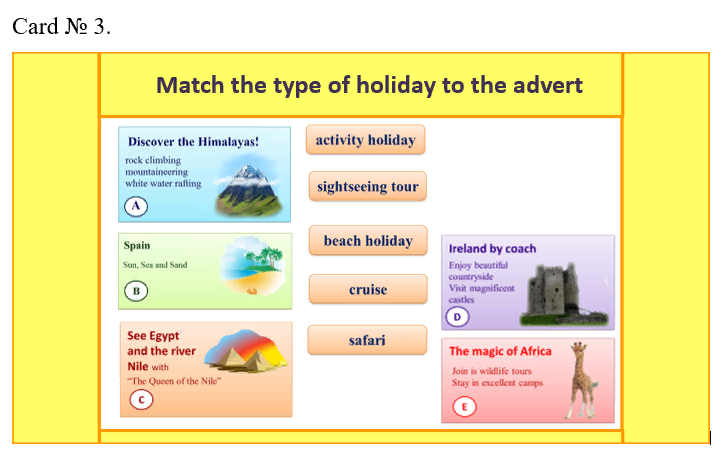 Card № 3.
Match the type of holiday to the advert
Discover the Himalayas!
rock climbing
mountaineering
white water rafting
A
Spain
Sun, Sea and Sand
B
See Egypt
and the river
Nile with
"The Queen of the Nile"
C
activity holiday
sightseeing tour
beach holiday
cruise
safari
Ireland by coach
Enjoy beautiful
countryside
Visit magnificent
castles
D
The magic of Africa
Join is wildlife tours
Stay in excellent camps
E